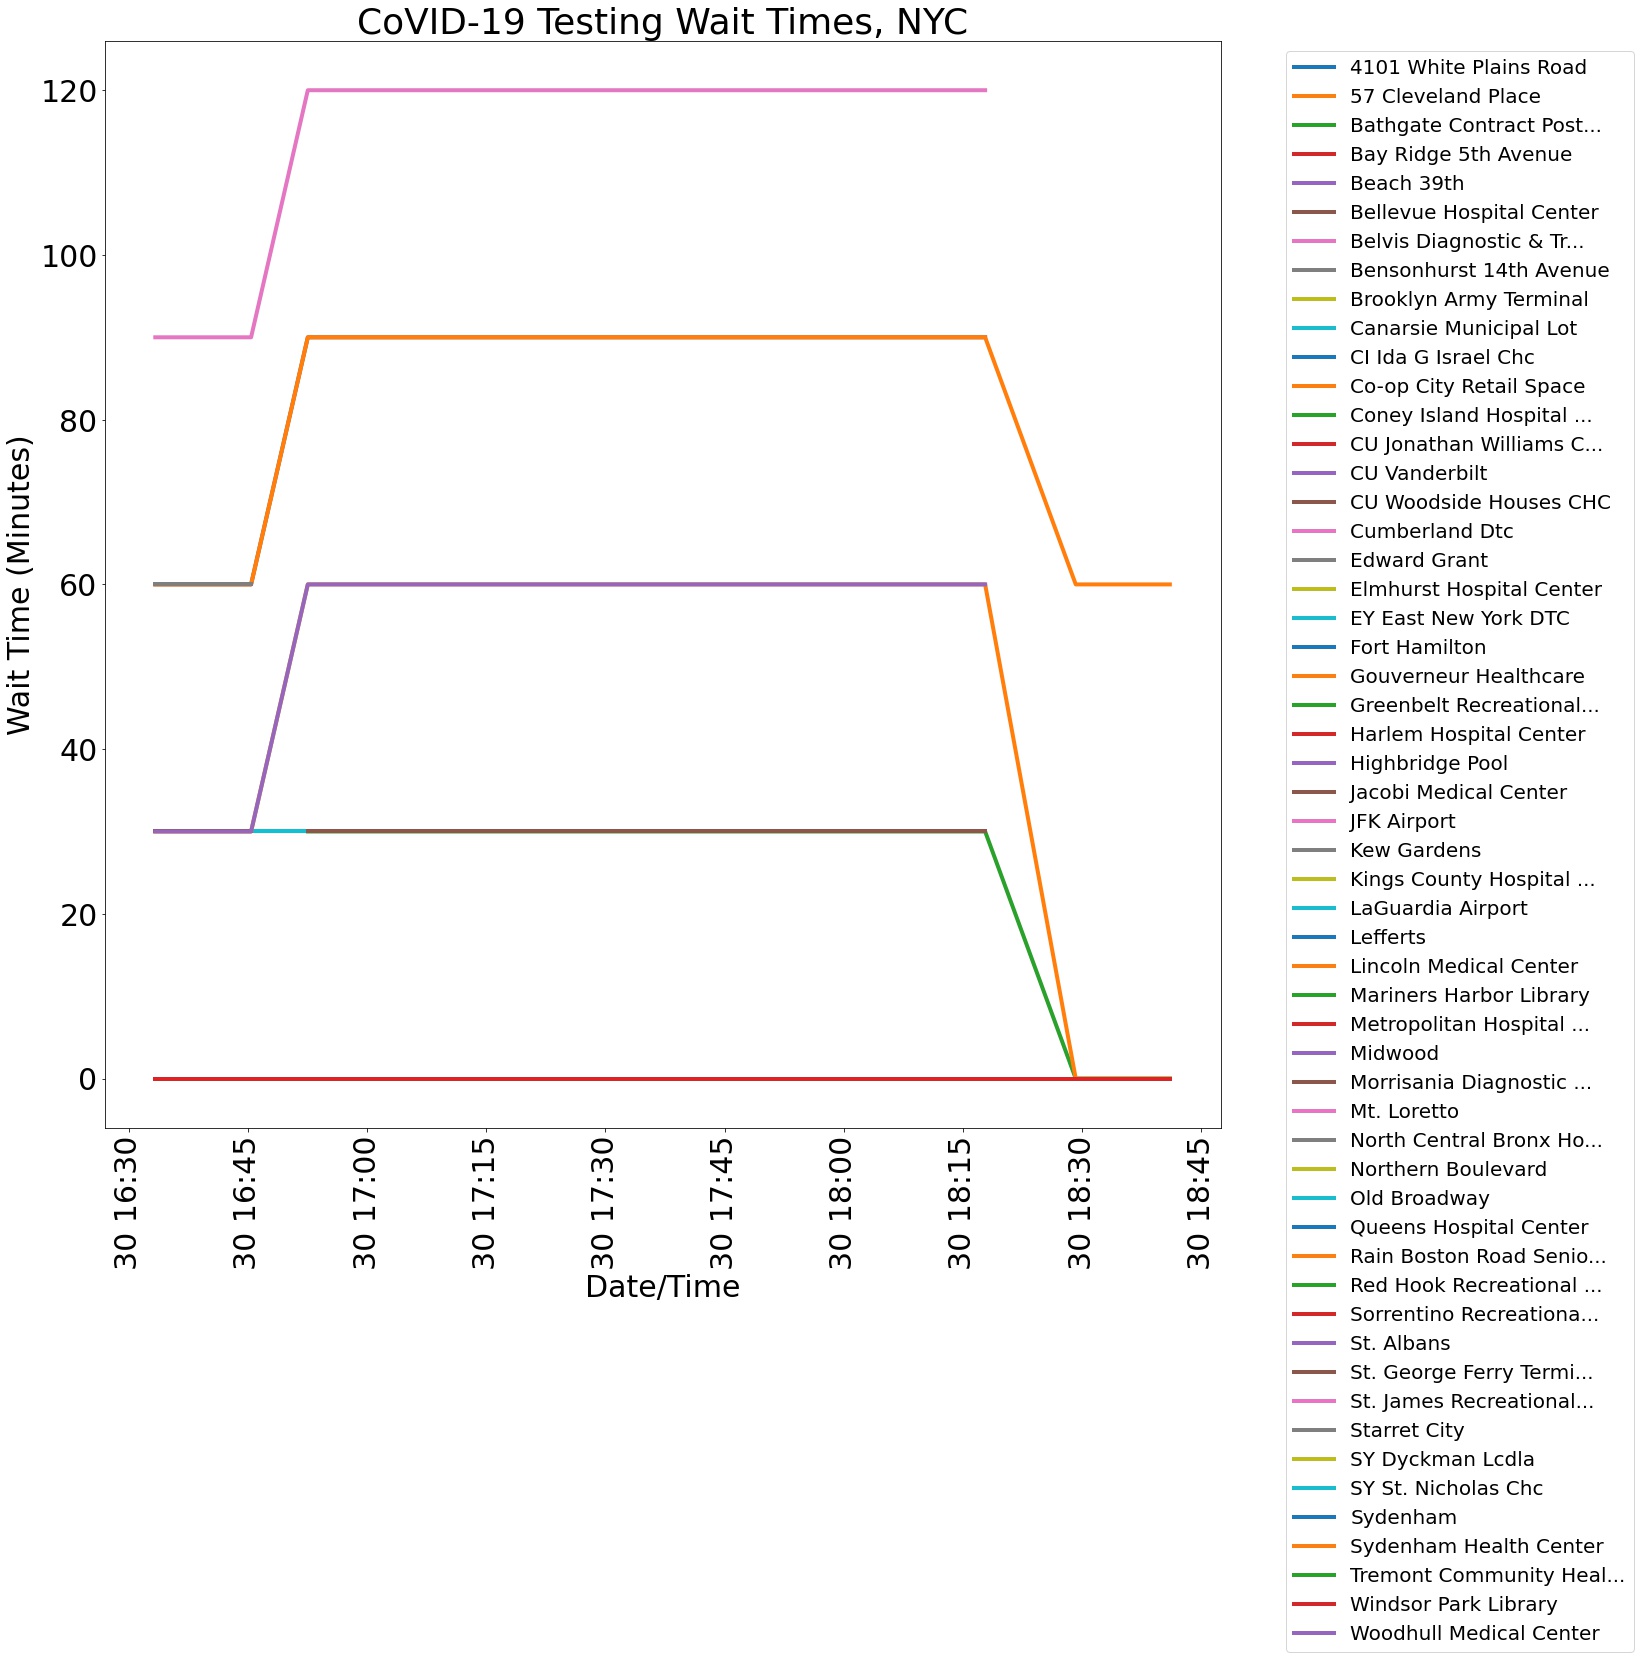 CoVID-19 Testing Wait Times, NYC
Wait Time (Minutes)
120
100
80
60
40
20
0
30 16:30
30 16:45
30 17:00
30 17:15
30 17:30
30 17:45
30 18:00
30 18:15
30 18:30
30 18:45
Date/Time
4101 White Plains Road
57 Cleveland Place
Bathgate Contract Post...
Bay Ridge 5th Avenue
Beach 39th
Bellevue Hospital Center
Belvis Diagnostic & Tr...
Bensonhurst 14th Avenue
Brooklyn Army Terminal
Canarsie Municipal Lot
CI Ida G Israel Chc
Co-op City Retail Space
Coney Island Hospital ...
CU Jonathan Williams C...
CU Vanderbilt
CU Woodside Houses CHC
Cumberland Dtc
Edward Grant
Elmhurst Hospital Center
EY East New York DTC
Fort Hamilton
Gouverneur Healthcare
Greenbelt Recreational...
Harlem Hospital Center
Highbridge Pool
Jacobi Medical Center
JFK Airport
Kew Gardens
Kings County Hospital ...
LaGuardia Airport
Lefferts
Lincoln Medical Center
Mariners Harbor Library
Metropolitan Hospital ...
Midwood
Morrisania Diagnostic ...
Mt. Loretto
North Central Bronx Ho...
Northern Boulevard
Old Broadway
Queens Hospital Center
Rain Boston Road Senio...
Red Hook Recreational ...
Sorrentino Recreationa...
St. Albans
St. George Ferry Termi...
St. James Recreational...
Starret City
SY Dyckman Lcdla
SY St. Nicholas Chc
Sydenham
Sydenham Health Center
Tremont Community Heal...
Windsor Park Library
Woodhull Medical Center